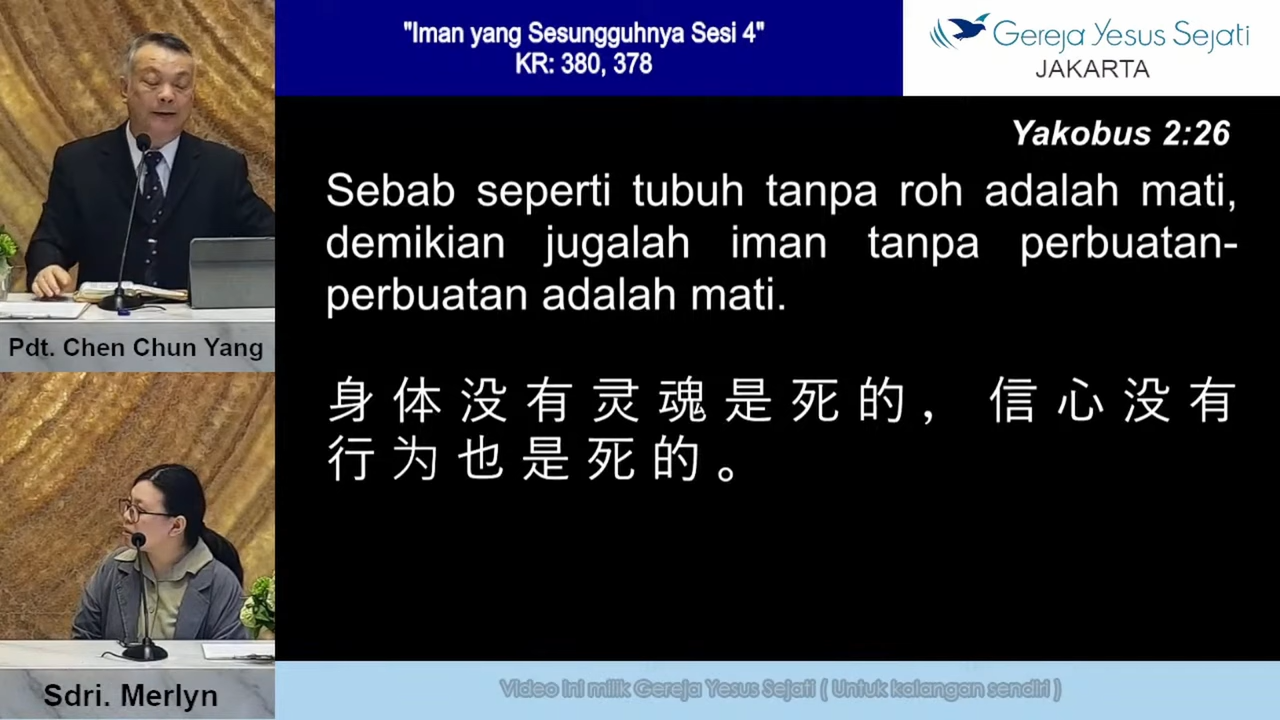 "Iman yang Sesungguhnya Sesi 4"
KR: 380, 378
Gereja Yesus Sejati
JAKARTA
Yakobus 2:26
Sebab seperti tubuh tanpa roh adalah mati,
demikian jugalah iman tanpa perbuatan-
perbuatan adalah mati.
身体没有灵魂是死的，信心没有
行为也是死的。
Pdt. Chen Chun Yang
Sdri. Merlyn
Video ini milik Gereja Yesus Sejati ( Untuk kalangan sendiri )